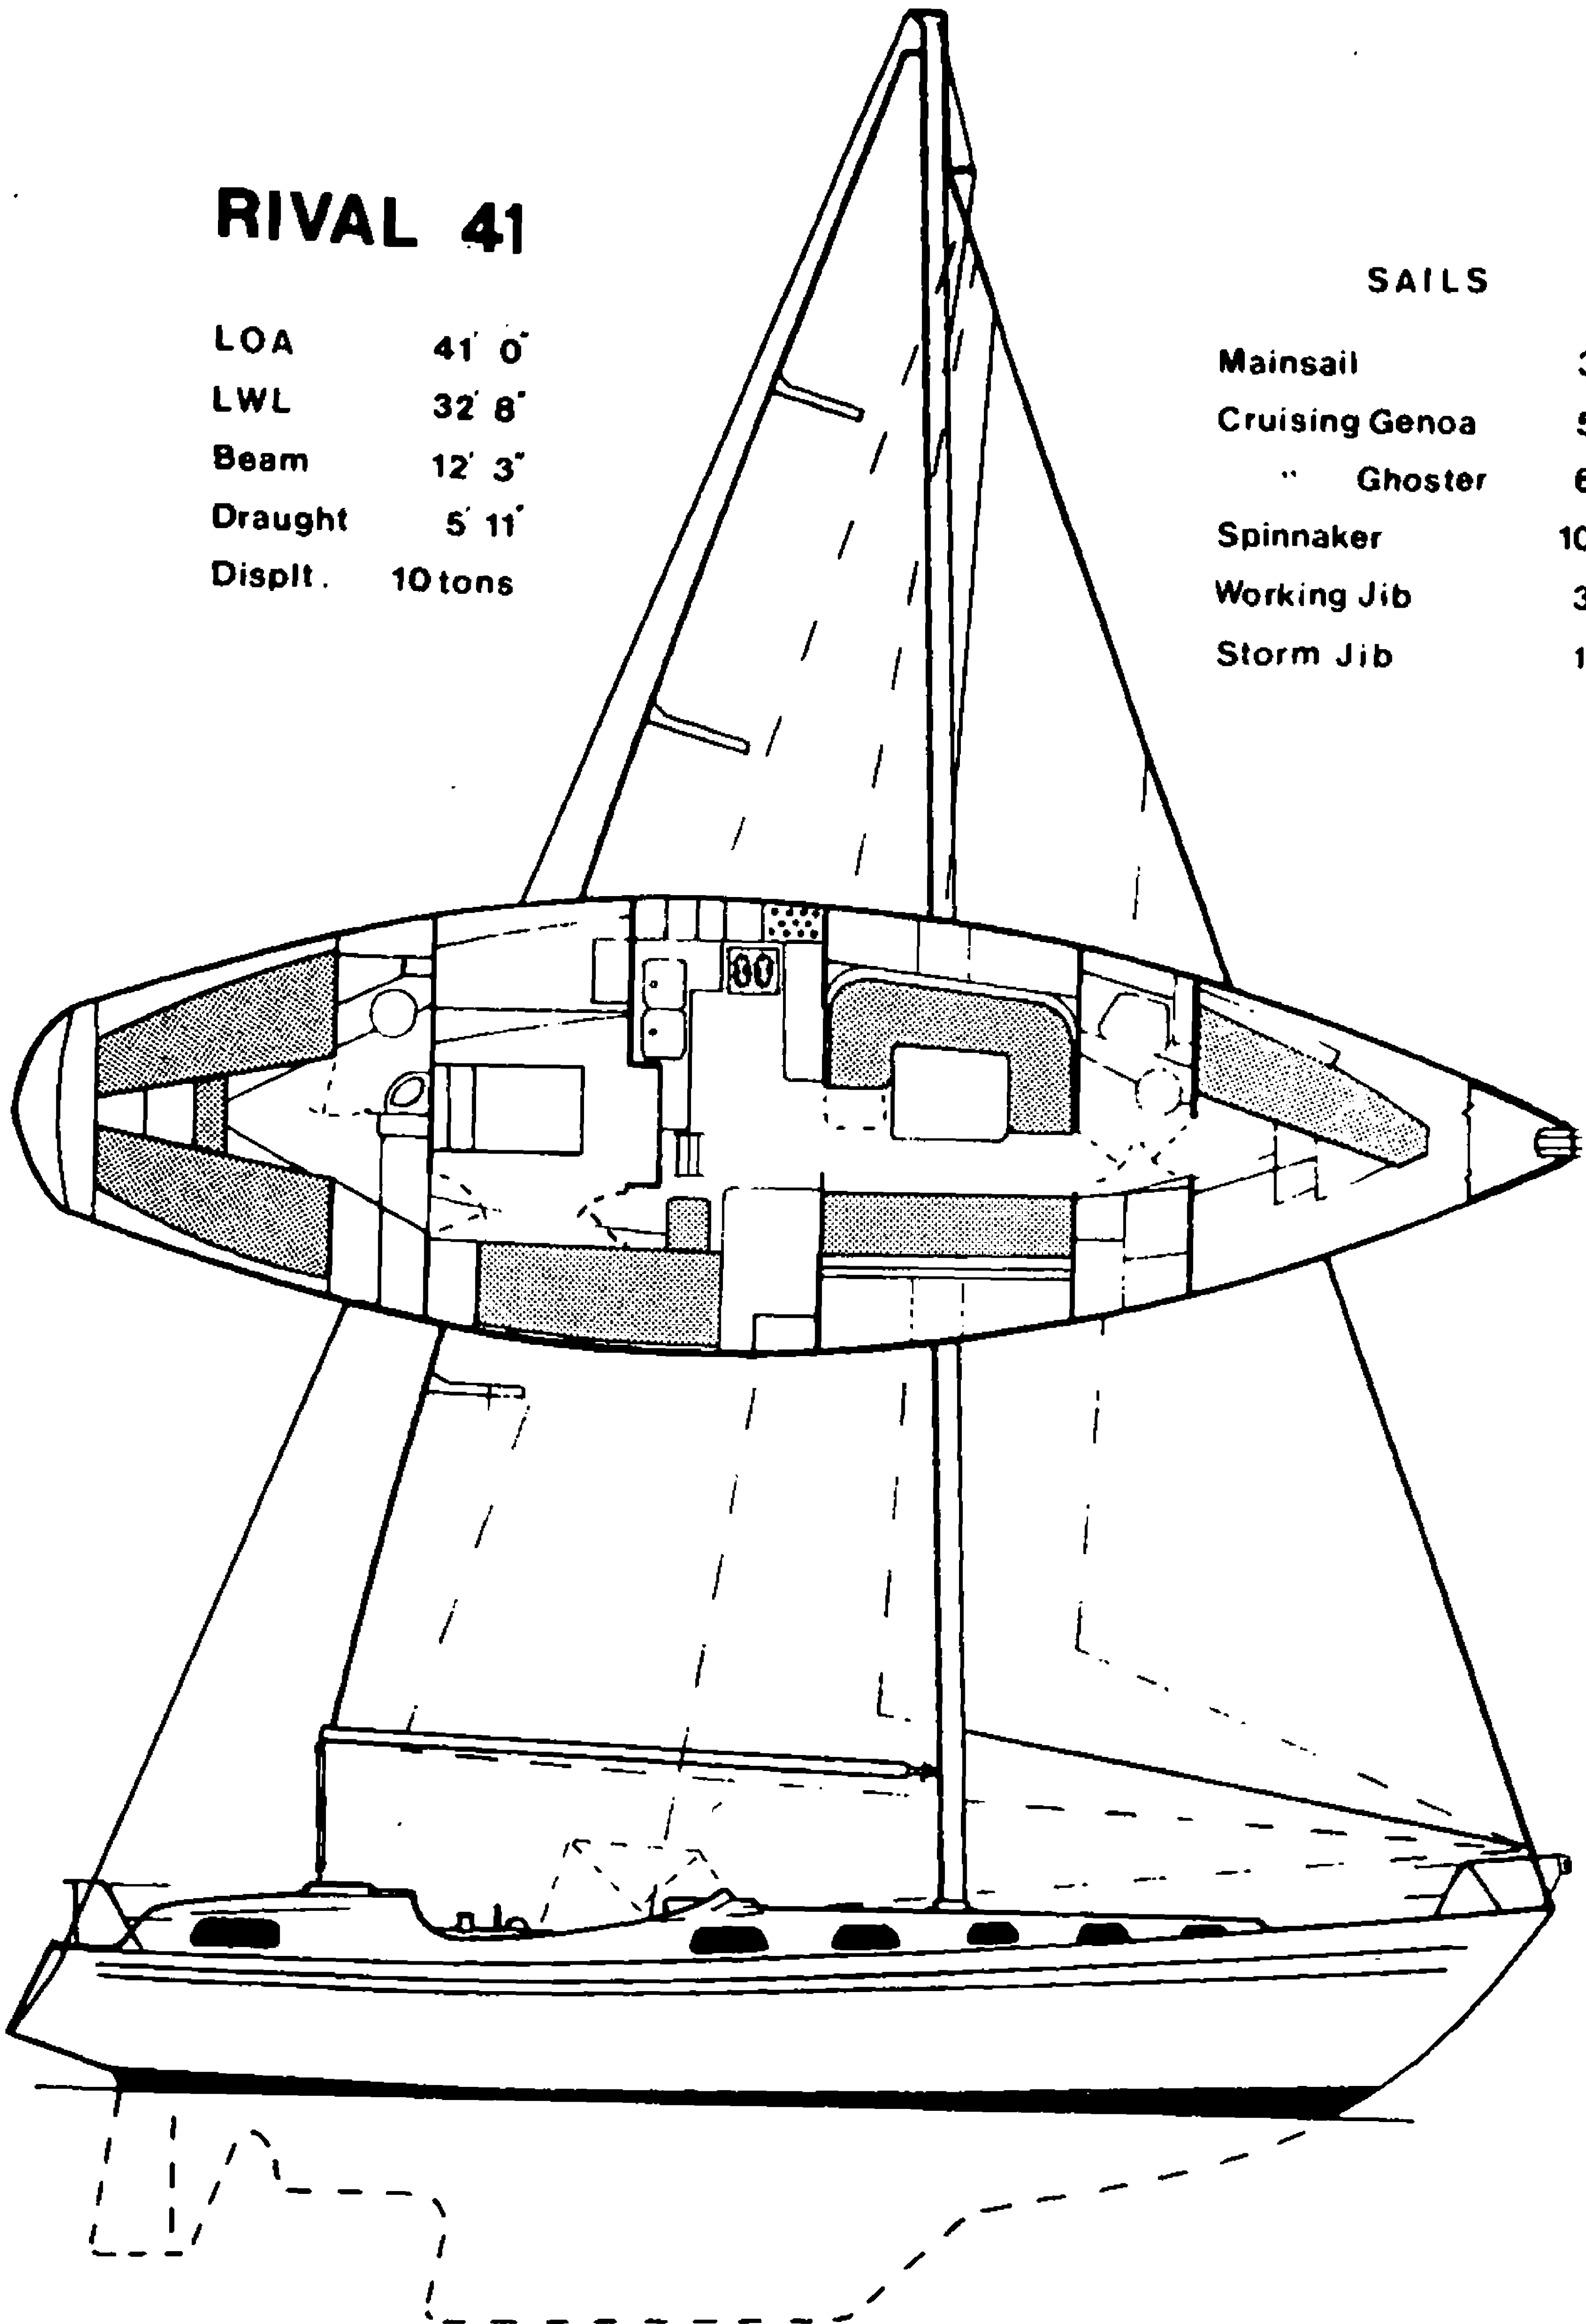 RIVAL 41
LOA 41' 0"
LWL 32' 8"
Beam 12' 3"
Draught 5' 11"
Displt. 10 tons
SAILS
Mainsail
Cruising Genoa
" Ghoster
Spinnaker
Working Jib
Storm Jib